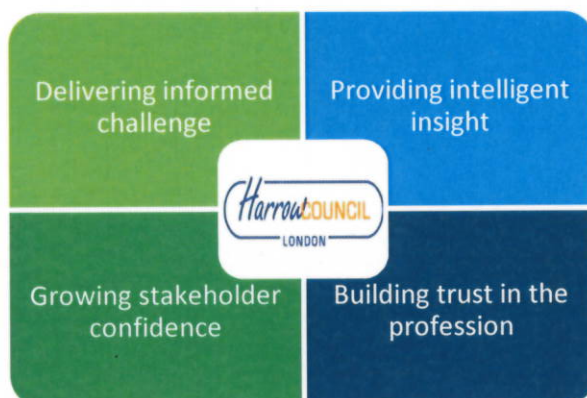 Delivering informed
challenge
Providing intelligent
insight
HarrowCOUNCIL
LONDON
Growing stakeholder
confidence
Building trust in the
profession